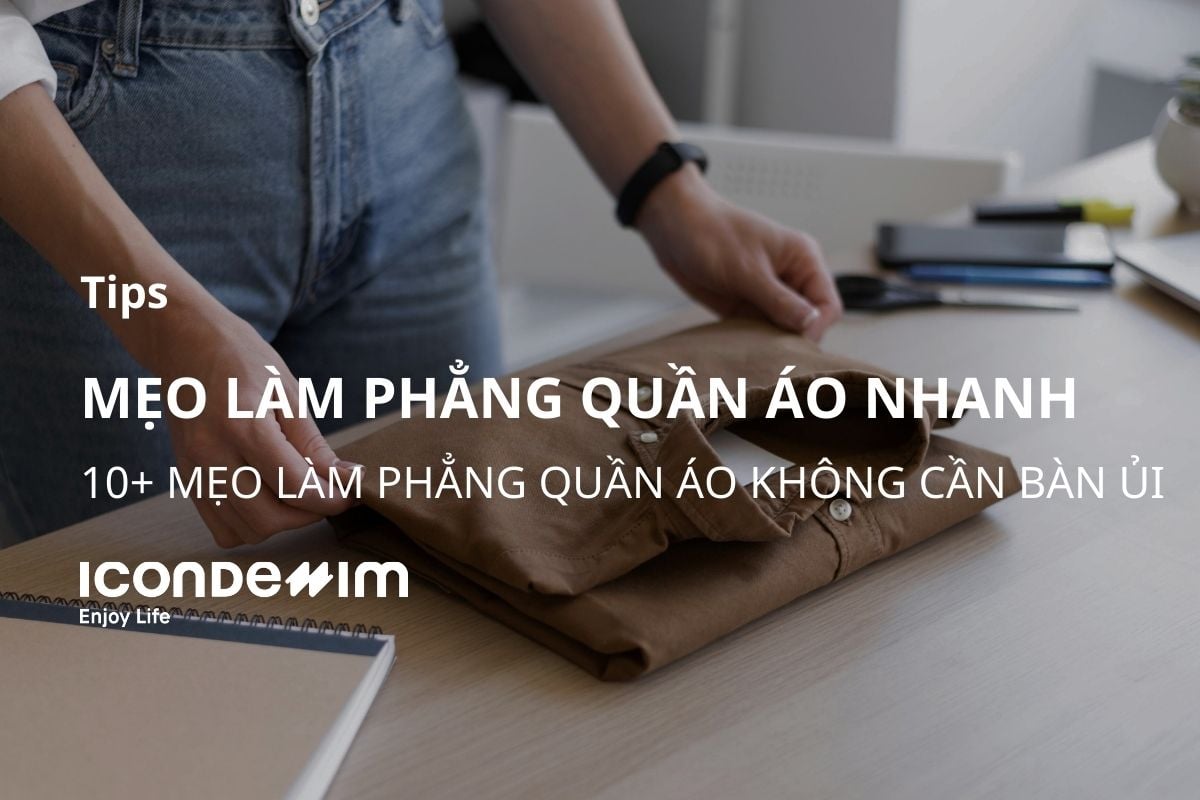 Tips
MẸO LÀM PHẲNG QUẦN ÁO NHANH
10+ MẸO LÀM PHẲNG QUẦN ÁO KHÔNG CẦN BÀN ỦI
ICONDENIM
Enjoy Life